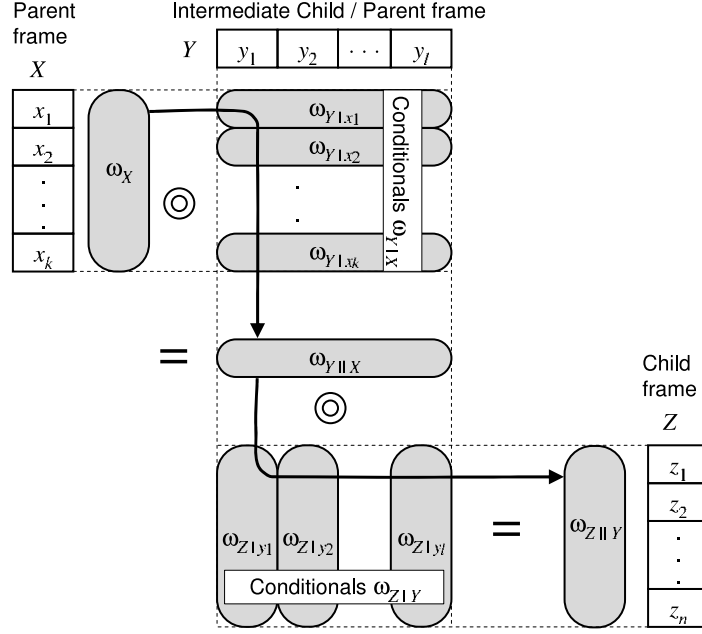 Parent
frame
X
Intermediate Child / Parent frame
Y y1 y2 · · · yl
x1
x2
.
.
.
xk
ωX
ωY|x1
ωY|x2
.
.
ωY|xk
Conditionals ωY|X
=
ωY||X
Child
frame
Z
ωZ|y1 ωZ|y2 ωZ|yl
Conditionals ωZ|Y
=
ωZ||Y
z1
z2
.
.
.
zn